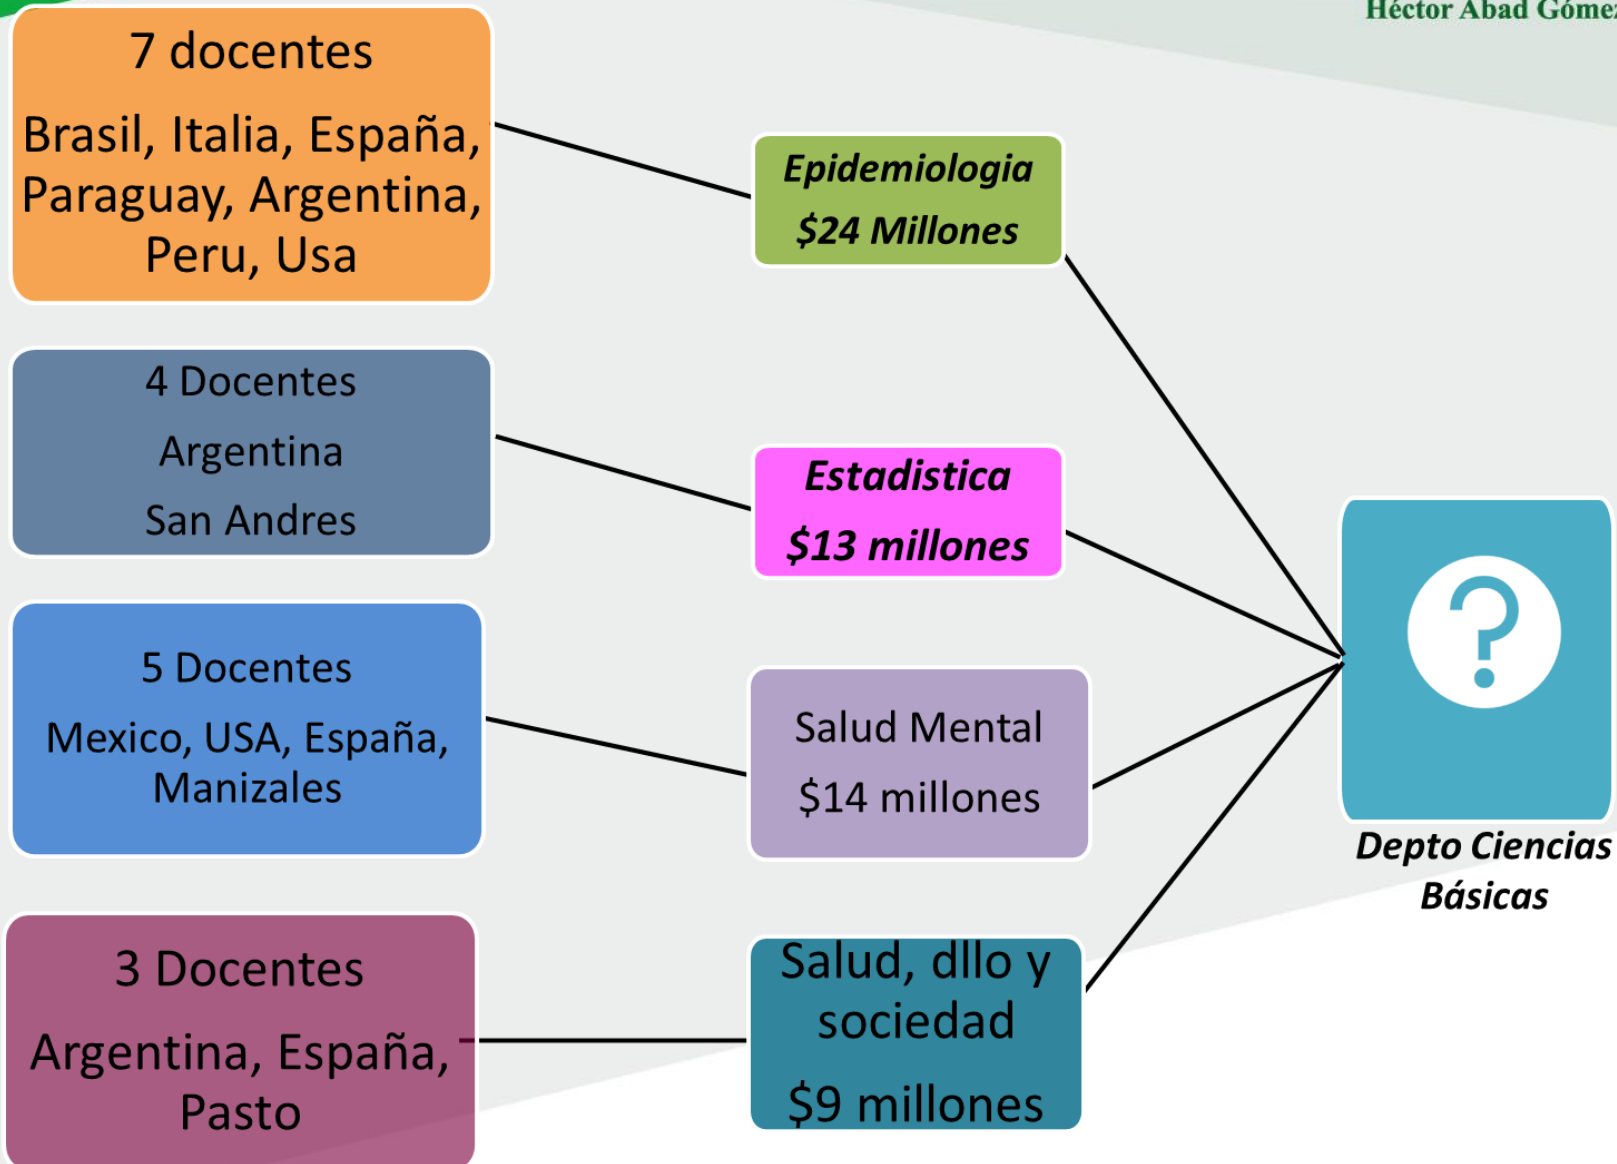 Héctor Abad Gómez
7 docentes
Brasil, Italia, España,
Paraguay, Argentina,
Peru, Usa
Epidemiologia
$24 Millones
4 Docentes
Argentina
San Andres
Estadistica
$13 millones
5 Docentes
Mexico, USA, España,
Manizales
Salud Mental
$14 millones
3 Docentes
Argentina, España,
Pasto
Salud, dllo y
sociedad
$9 millones
?
Depto Ciencias
Básicas